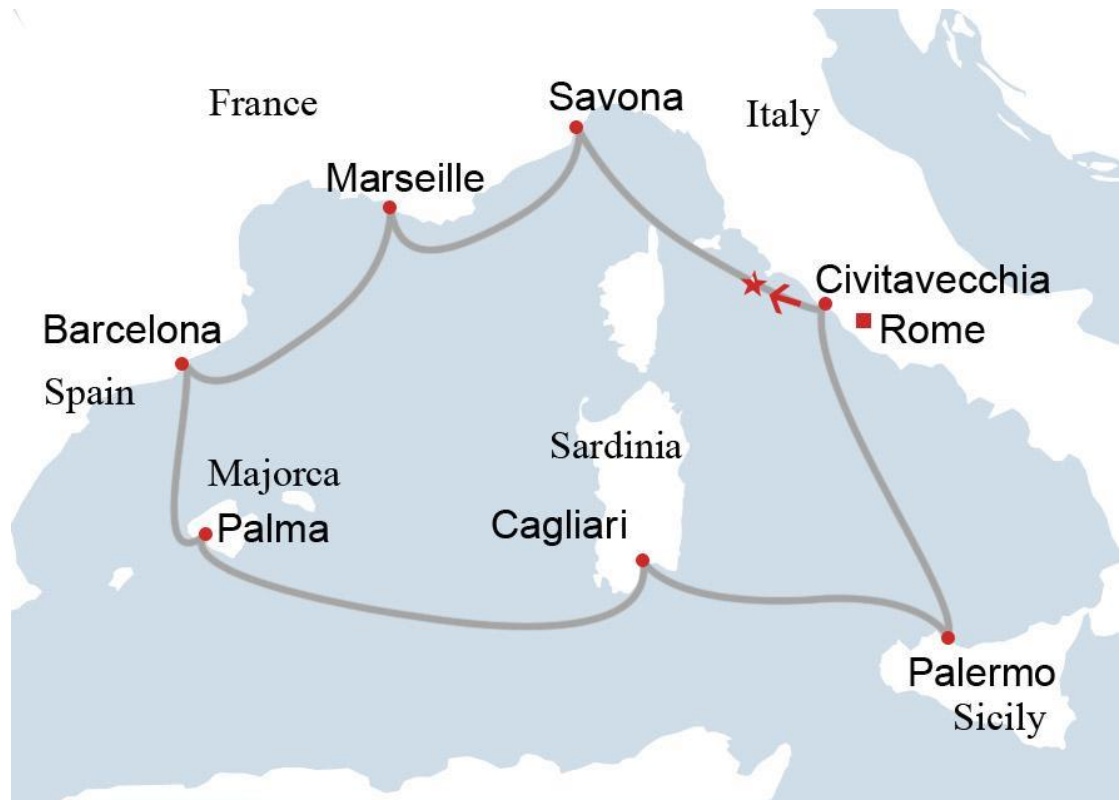 France
Savona
Italy
Marseille
Civitavecchia
Rome
Barcelona
Spain
Sardinia
Majorca
Cagliari
Palma
Palermo
Sicily